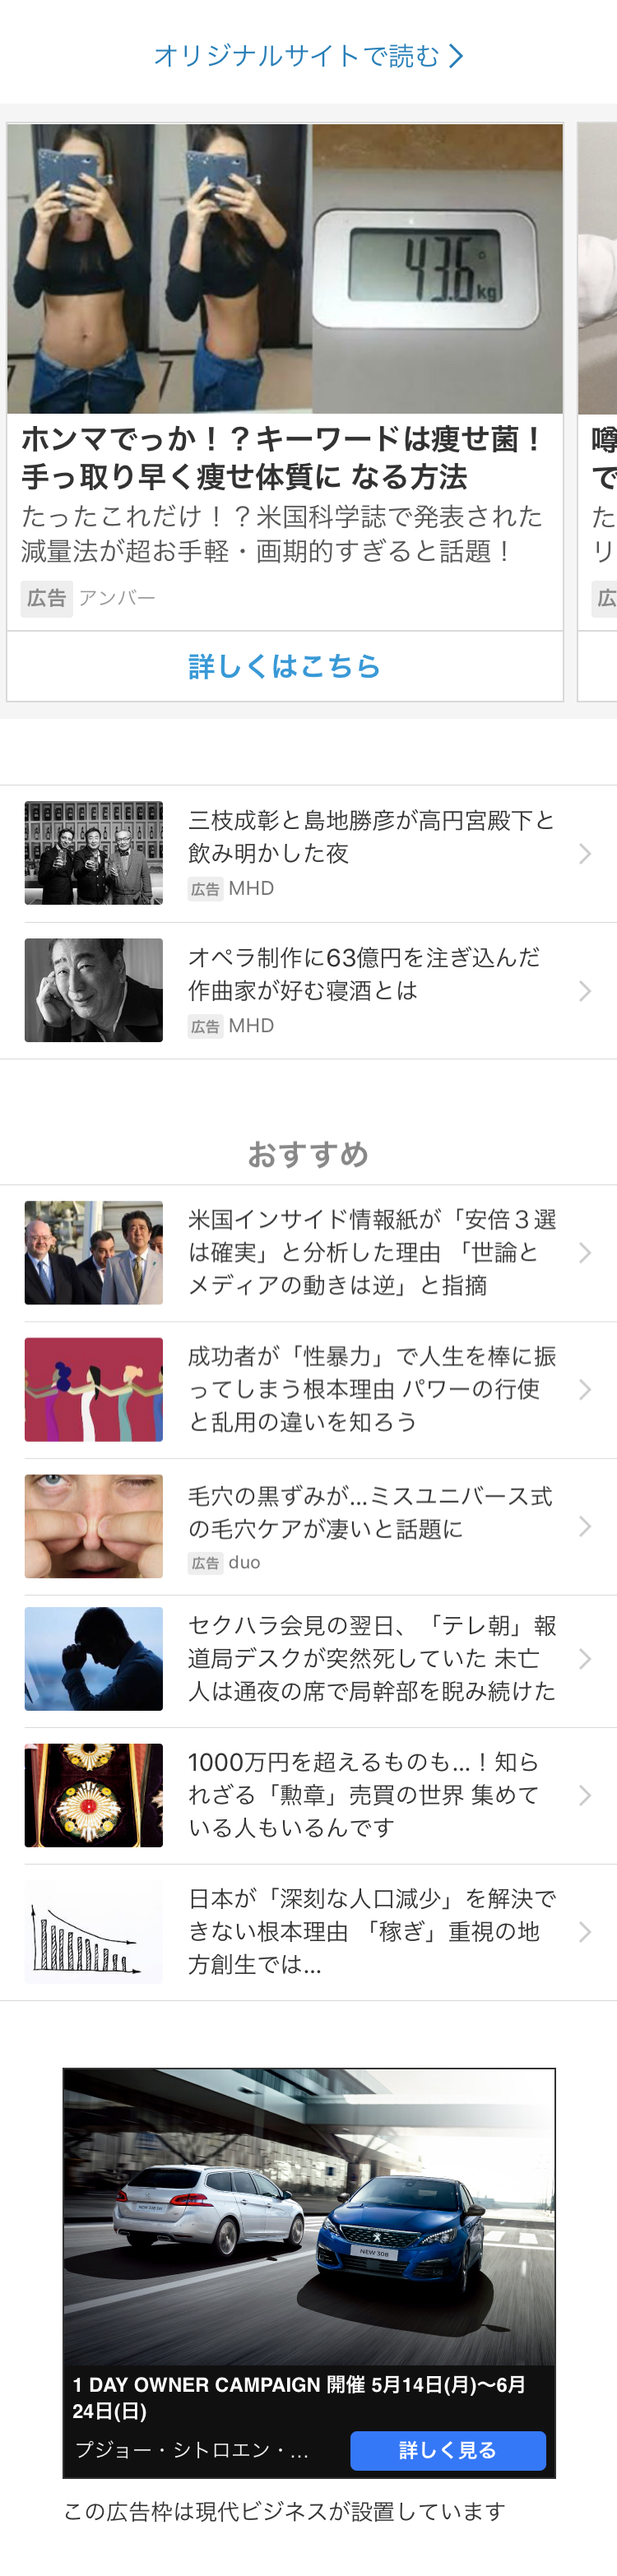 オリジナルサイトで読む
43.6 kg
ホンマでっか！？キーワードは痩せ菌！
手っ取り早く痩せ体質に なる方法
たったこれだけ！？米国科学誌で発表された
減量法が超お手軽・画期的すぎると話題！
広告 アンバー
詳しくはこちら
噂
で
た
リ
広
三枝成彰と島地勝彦が高円宮殿下と
飲み明かした夜
広告 MHD
オペラ制作に63億円を注ぎ込んだ
作曲家が好む寝酒とは
広告 MHD
おすすめ
米国インサイド情報紙が「安倍３選
は確実」と分析した理由 「世論と
メディアの動きは逆」と指摘
成功者が「性暴力」で人生を棒に振
ってしまう根本理由 パワーの行使
と乱用の違いを知ろう
毛穴の黒ずみが...ミスユニバース式
の毛穴ケアが凄いと話題に
広告 duo
セクハラ会見の翌日、「テレ朝」報
道局デスクが突然死していた 未亡
人は通夜の席で局幹部を睨み続けた
1000万円を超えるものも...！知ら
れざる「勲章」売買の世界 集めて
いる人もいるんです
日本が「深刻な人口減少」を解決で
きない根本理由 「稼ぎ」重視の地
方創生では...
NEW 308
1 DAY OWNER CAMPAIGN 開催 5月14日(月)〜6月
24日(日)
プジョー・シトロエン・...
詳しく見る
この広告枠は現代ビジネスが設置しています